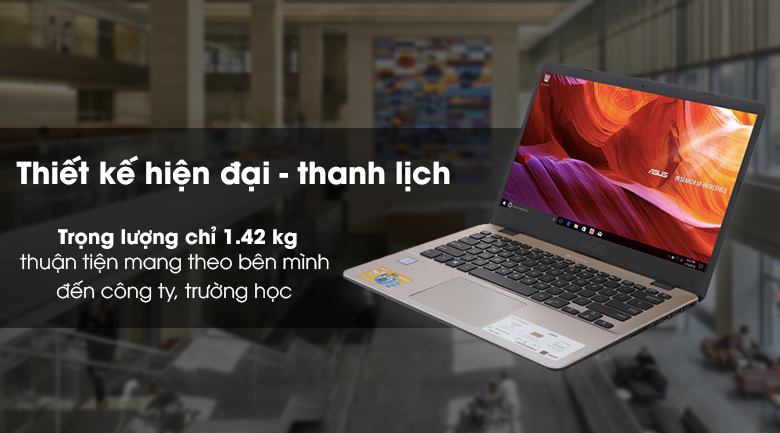 Thiết kế hiện đại - thanh lịch
Trọng lượng chỉ 1.42 kg
thuận tiện mang theo bên mình
đến công ty, trường học
ASUS
IN SEARCH OF INCREDIBLE